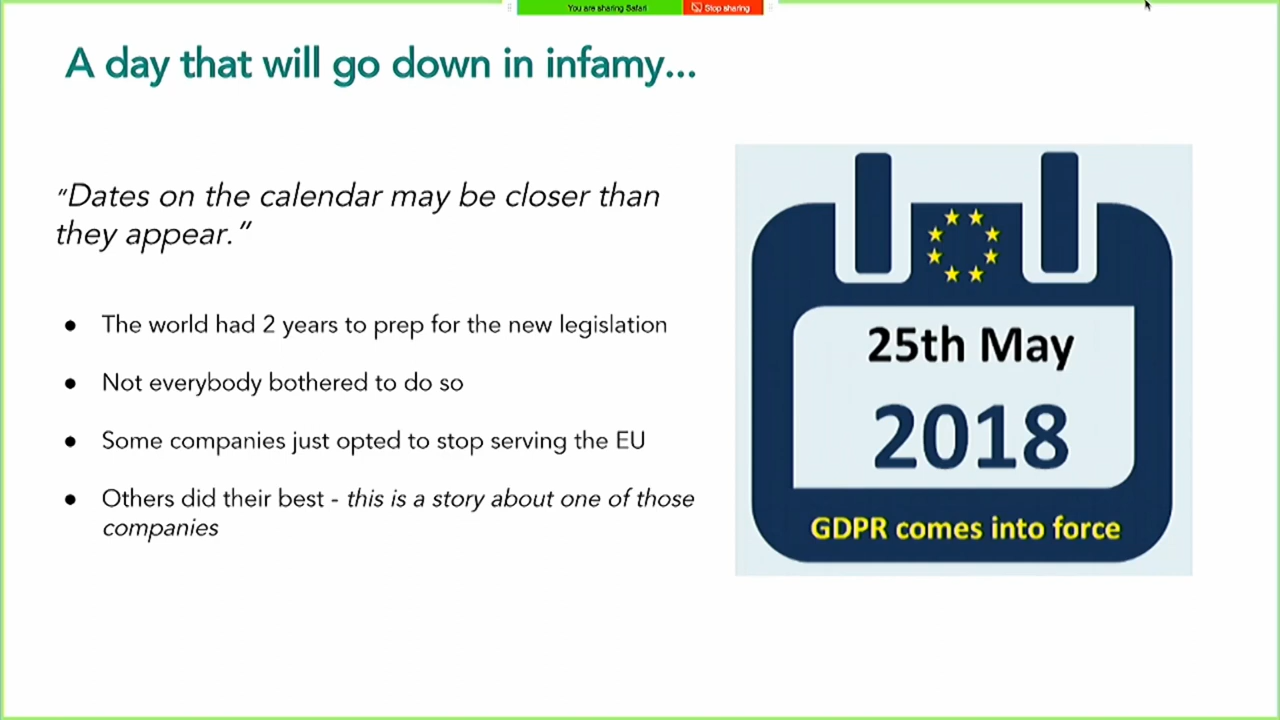 You are sharing Safari
Stop sharing
A day that will go down in infamy...
"Dates on the calendar may be closer than
they appear."
● The world had 2 years to prep for the new legislation
● Not everybody bothered to do so
● Some companies just opted to stop serving the EU
● Others did their best - this is a story about one of those
companies
25th May
2018
GDPR comes into force